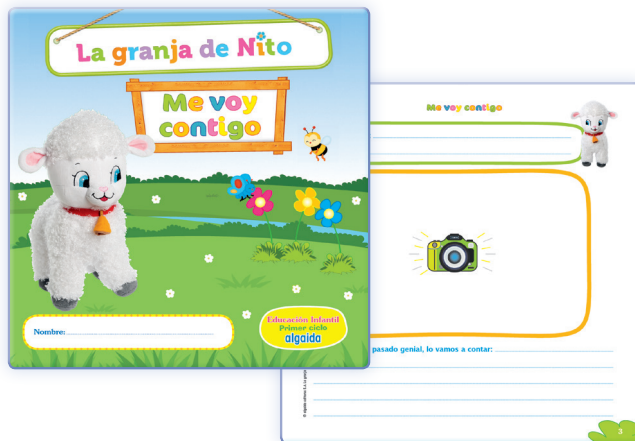 La granja de Nito
Me voy
contigo
Nombre:
Educación Infantil
Primer ciclo
algaida
Me voy contigo
pasado genial, lo vamos a contar:
3